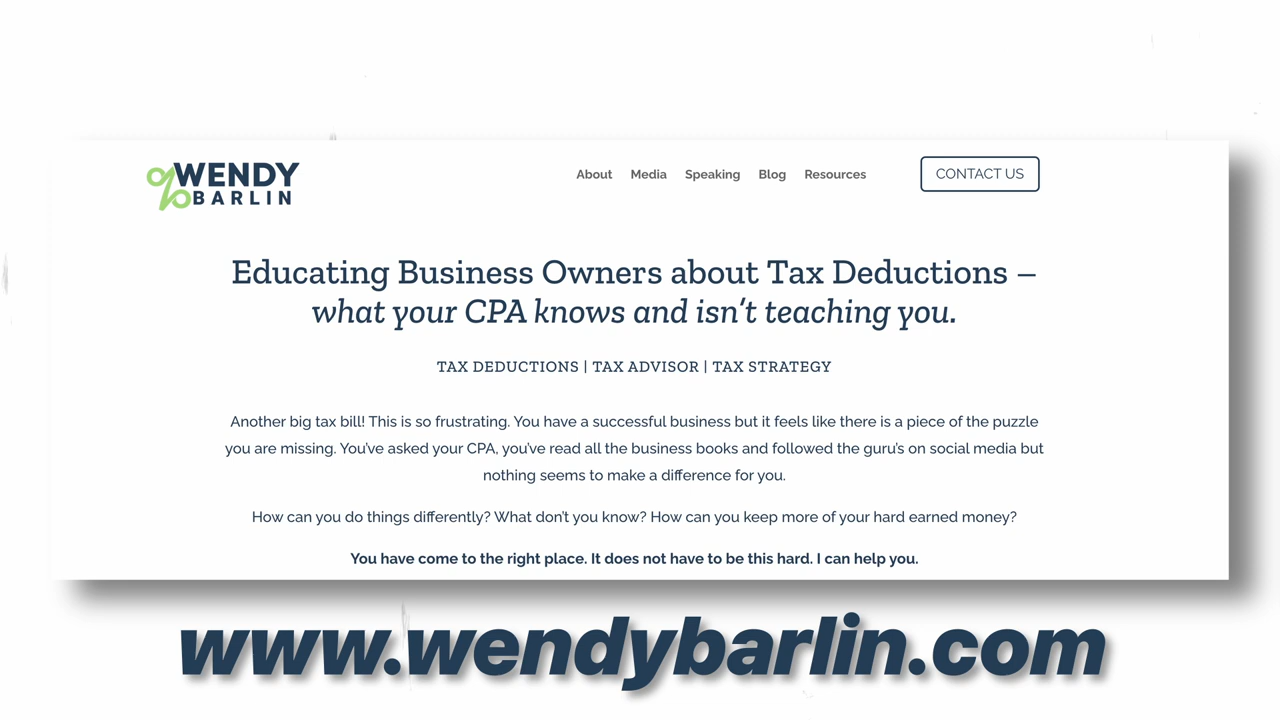 WENDY
BARLIN
About Media Speaking Blog Resources CONTACT US
Educating Business Owners about Tax Deductions –
what your CPA knows and isn't teaching you.
TAX DEDUCTIONS | TAX ADVISOR | TAX STRATEGY
Another big tax bill! This is so frustrating. You have a successful business but it feels like there is a piece of the puzzle
you are missing. You've asked your CPA, you've read all the business books and followed the guru's on social media but
nothing seems to make a difference for you.
How can you do things differently? What don't you know? How can you keep more of your hard earned money?
You have come to the right place. It does not have to be this hard. I can help you.
www.wendybarlin.com